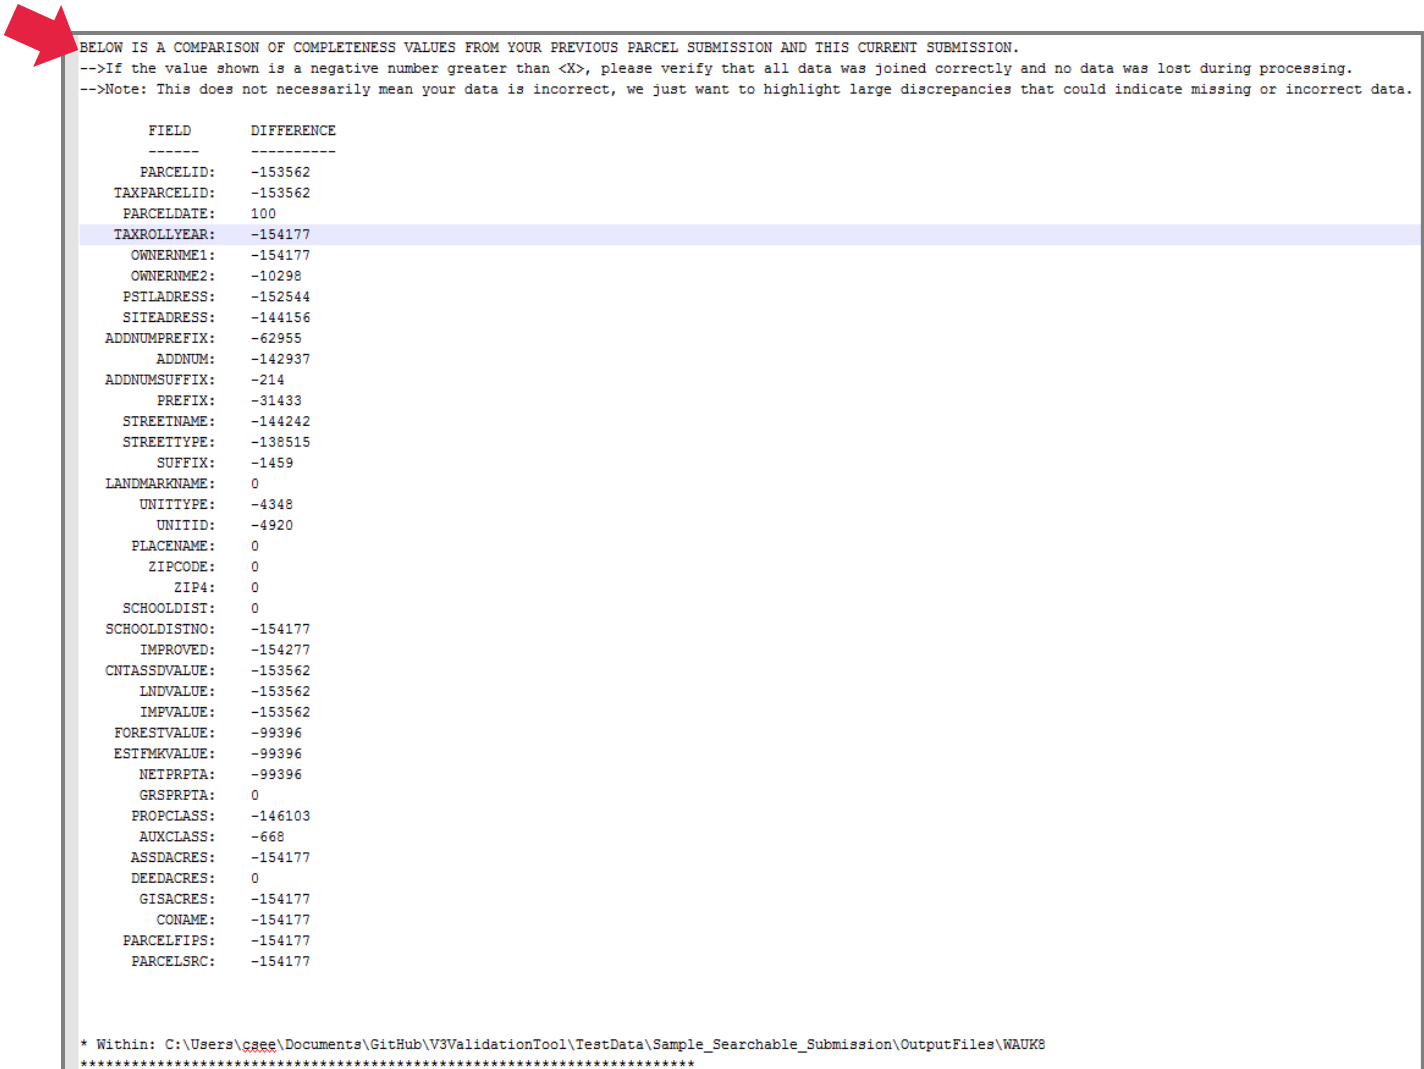 BELOW IS A COMPARISON OF COMPLETENESS VALUES FROM YOUR PREVIOUS PARCEL SUBMISSION AND THIS CURRENT SUBMISSION.
-->If the value shown is a negative number greater than <X>, please verify that all data was joined correctly and no data was lost during processing.
-->Note: This does not necessarily mean your data is incorrect, we just want to highlight large discrepancies that could indicate missing or incorrect data.
FIELD DIFFERENCE
------ ----------
PARCELID: -153562
TAXPARCELID: -153562
PARCELDATE: 100
TAXROLLYEAR: -154177
OWNERNME1: -154177
OWNERNME2: -10298
PSTLADRESS: -152544
SITEADRESS: -144156
ADDNUMPREFIX: -62955
ADDNUM: -142937
ADDNUMSUFFIX: -214
PREFIX: -31433
STREETNAME: -144242
STREETTYPE: -138515
SUFFIX: -1459
LANDMARKNAME: 0
UNITTYPE: -4348
UNITID: -4920
PLACENAME: 0
ZIPCODE: 0
ZIP4: 0
SCHOOLDIST: 0
SCHOOLDISTNO: -154177
IMPROVED: -154277
CNTASSDVALUE: -153562
LNDVALUE: -153562
IMPVALUE: -153562
FORESTVALUE: -99396
ESTFMKVALUE: -99396
NETPRPTA: -99396
GRSPRPTA: 0
PROPCLASS: -146103
AUXCLASS: -668
ASSDACRES: -154177
DEEDACRES: 0
GISACRES: -154177
CONAME: -154177
PARCELFIPS: -154177
PARCELSRC: -154177
* Within: C:\Users\csee\Documents\GitHub\V3ValidationTool\TestData\Sample_Searchable_Submission\OutputFiles\WAUK8
************************************************************************